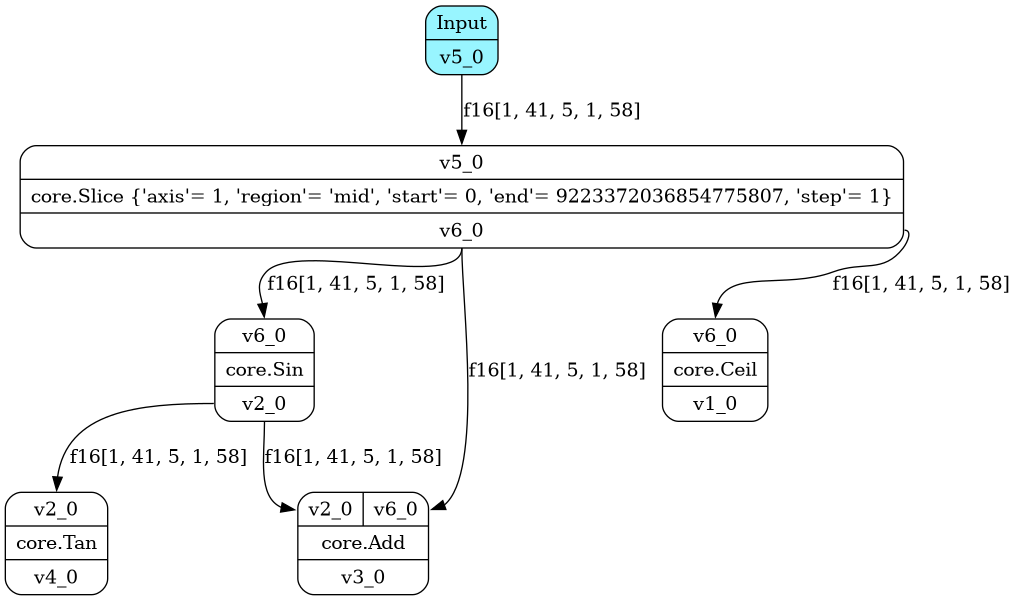 Input
v5_0
f16[1, 41, 5, 1, 58]
v5_0
core.Slice {'axis'= 1, 'region'= 'mid', 'start'= 0, 'end'= 9223372036854775807, 'step'= 1}
v6_0
f16[1, 41, 5, 1, 58]
f16[1, 41, 5, 1, 58]
v6_0
core.Sin
v2_0
f16[1, 41, 5, 1, 58]
v6_0
core.Ceil
v1_0
f16[1, 41, 5, 1, 58]
f16[1, 41, 5, 1, 58]
v2_0
core.Tan
v4_0
v2_0 v6_0
core.Add
v3_0